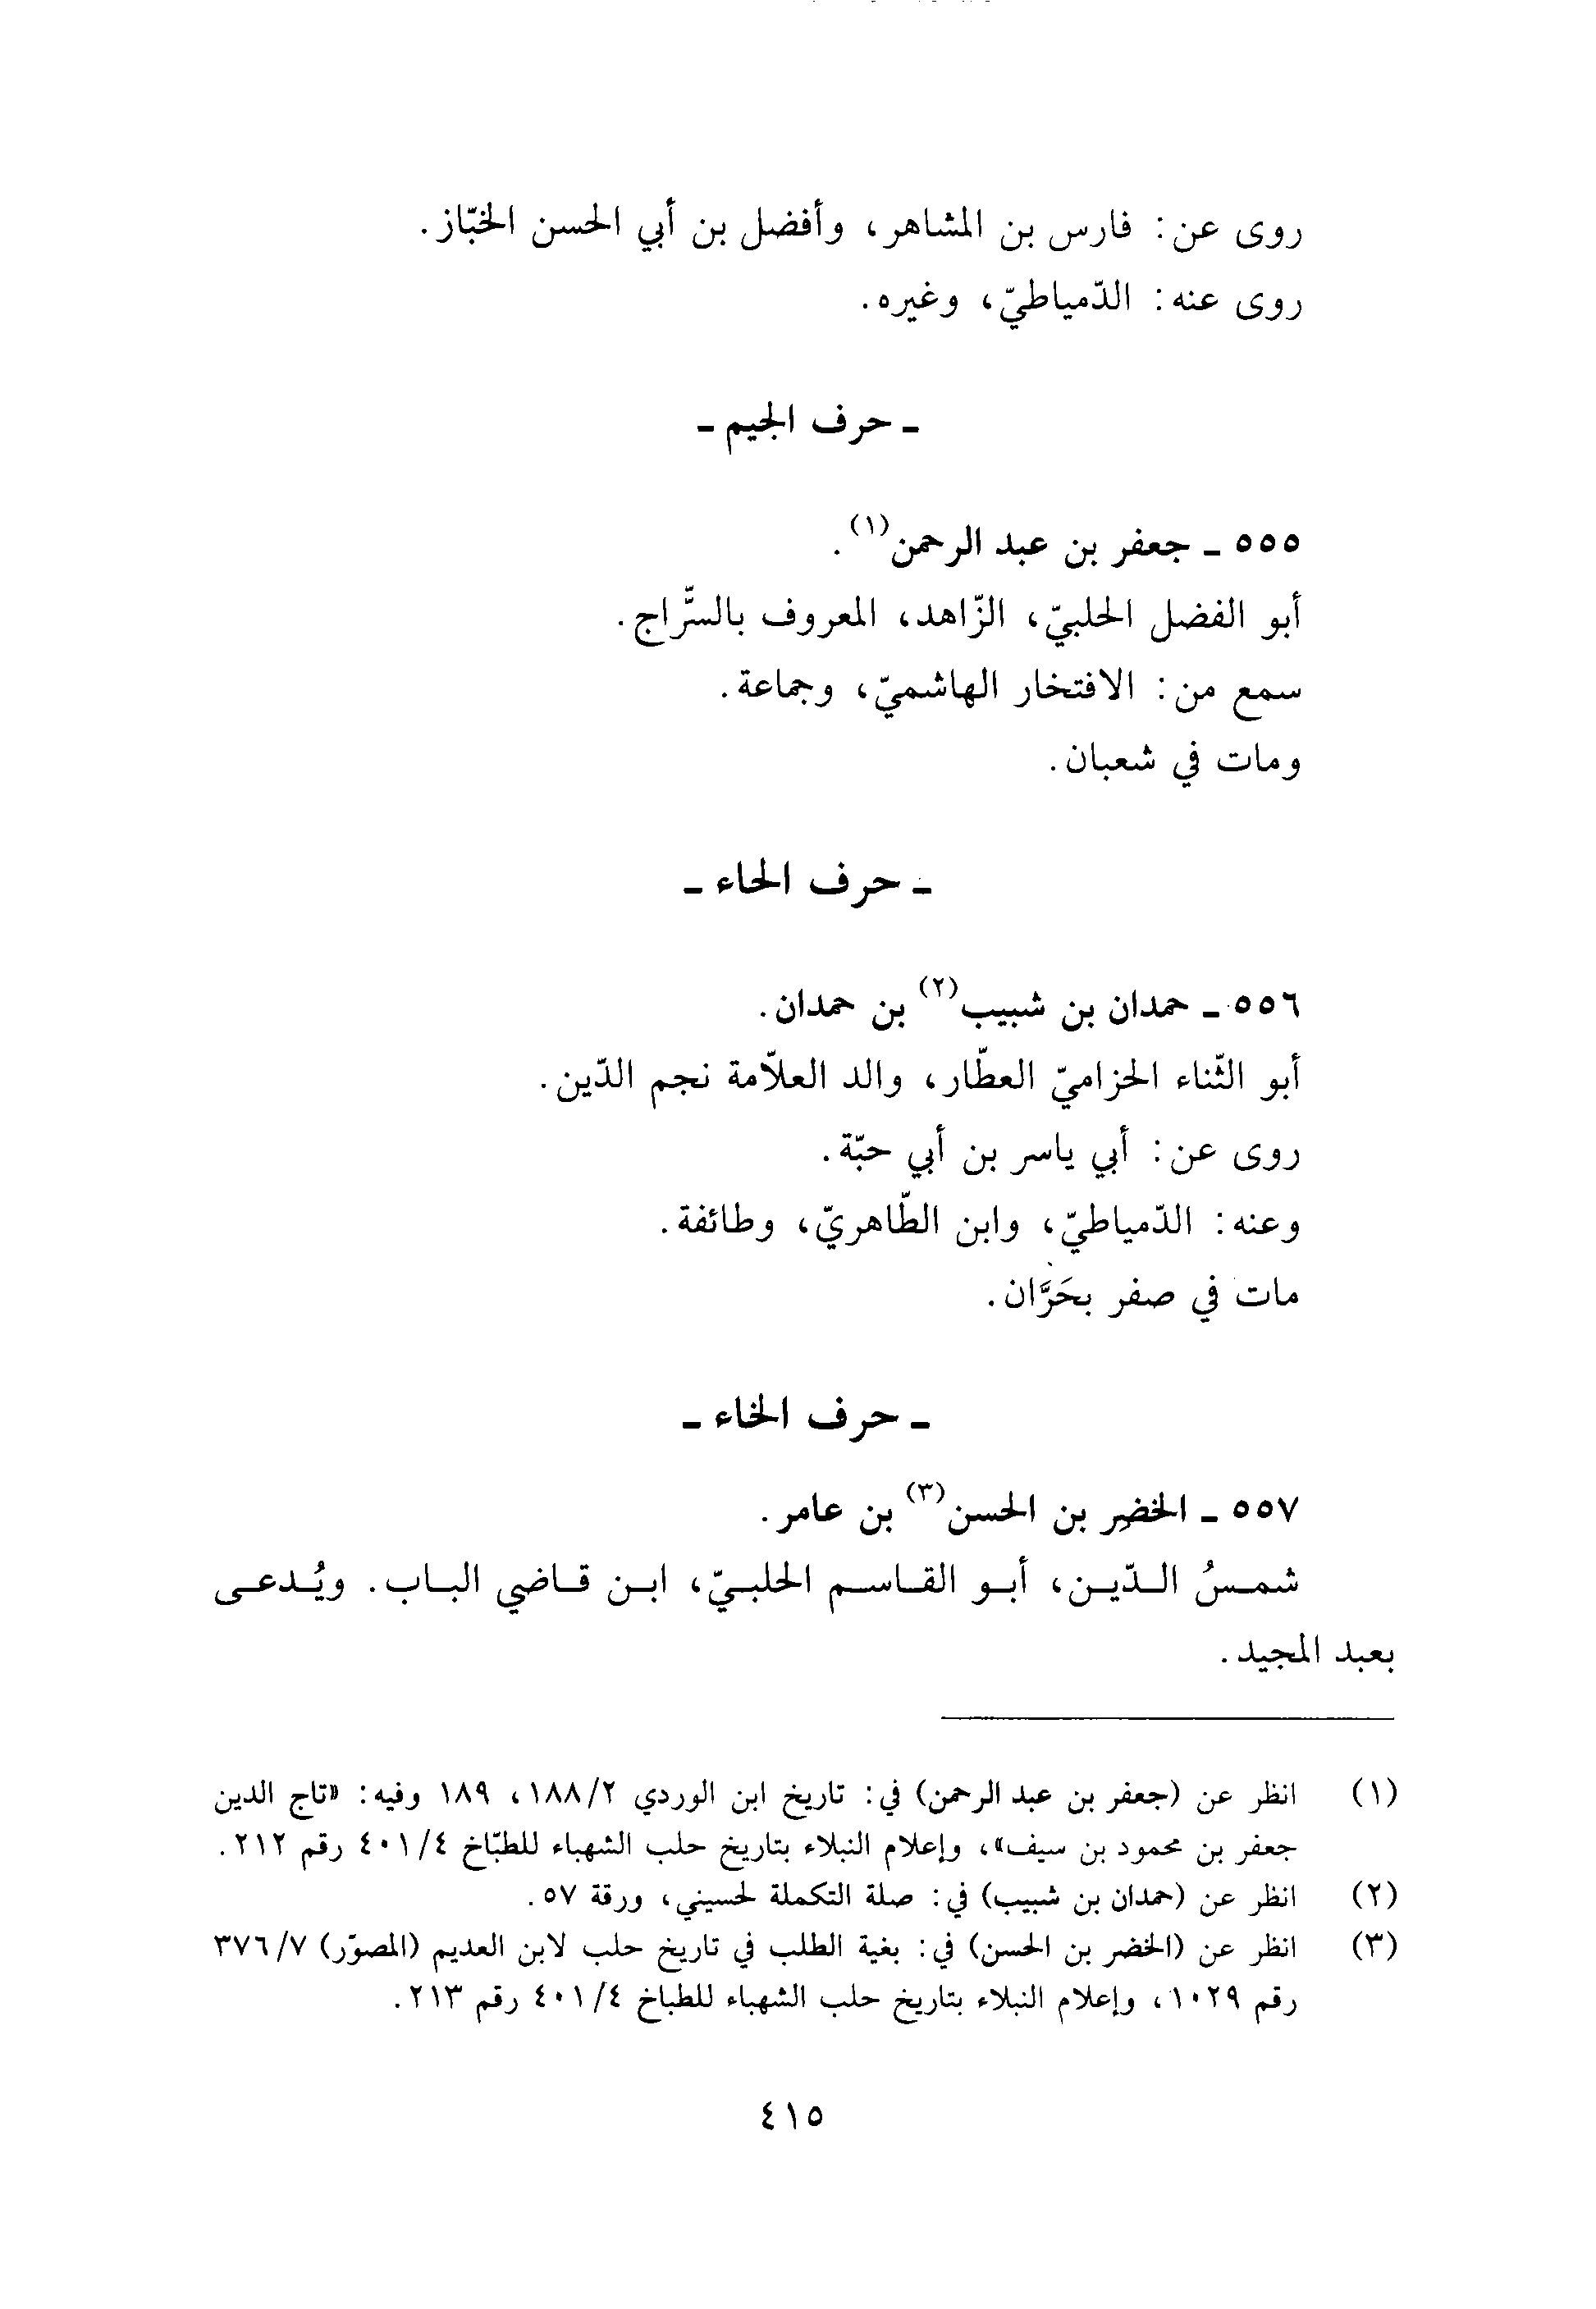 روى عن: فارس بن المشاهر، وأفضل بن أبي الحسن الخبّاز.
روى عنه: الدّمياطيّ، وغيره.
ـ حرف الجيم ـ
٥٥٥ ـ جعفر بن عبد الرحمن(١).
أبو الفضل الحلبيّ، الزّاهد، المعروف بالسرَّاج.
سمع من: الافتخار الهاشميّ، وجماعة.
ومات في شعبان.
ـ حرف الحاء ـ
٥٥٦ ـ حمدان بن شبيب(٢) بن حمدان.
أبو الثّناء الحزاميّ العطّار، والد العلاّمة نجم الدّين.
روى عن: أبي ياسر بن أبي حبّة.
وعنه: الدّمياطيّ، وابن الطّاهريّ، وطائفة.
مات في صفر بحَرَّان.
ـ حرف الخاء ـ
٥٥٧ ـ الخضِر بن الحسن(٣) بن عامر.
شمسُ الدّين، أبو القاسم الحلبيّ، ابن قاضي الباب. ويُدعى
بعبد المجيد.
(١) انظر عن (جعفر بن عبد الرحمن) في: تاريخ ابن الوردي ١٨٨/٢، ١٨٩ وفيه: «تاج الدين
جعفر بن محمود بن سيف»، وإعلام النبلاء بتاريخ حلب الشهباء للطبّاخ ٤٠١/٤ رقم ٢١٢.
(٢) انظر عن (حمدان بن شبيب) في: صلة التكملة لحسيني، ورقة ٥٧.
(٣) انظر عن (الخضر بن الحسن) في: بغية الطلب في تاريخ حلب لابن العديم (المصوّر) ٣٧٦/٧
رقم ١٠٢٩، وإعلام النبلاء بتاريخ حلب الشهباء للطباخ ٤٠١/٤ رقم ٢١٣.
٤١٥